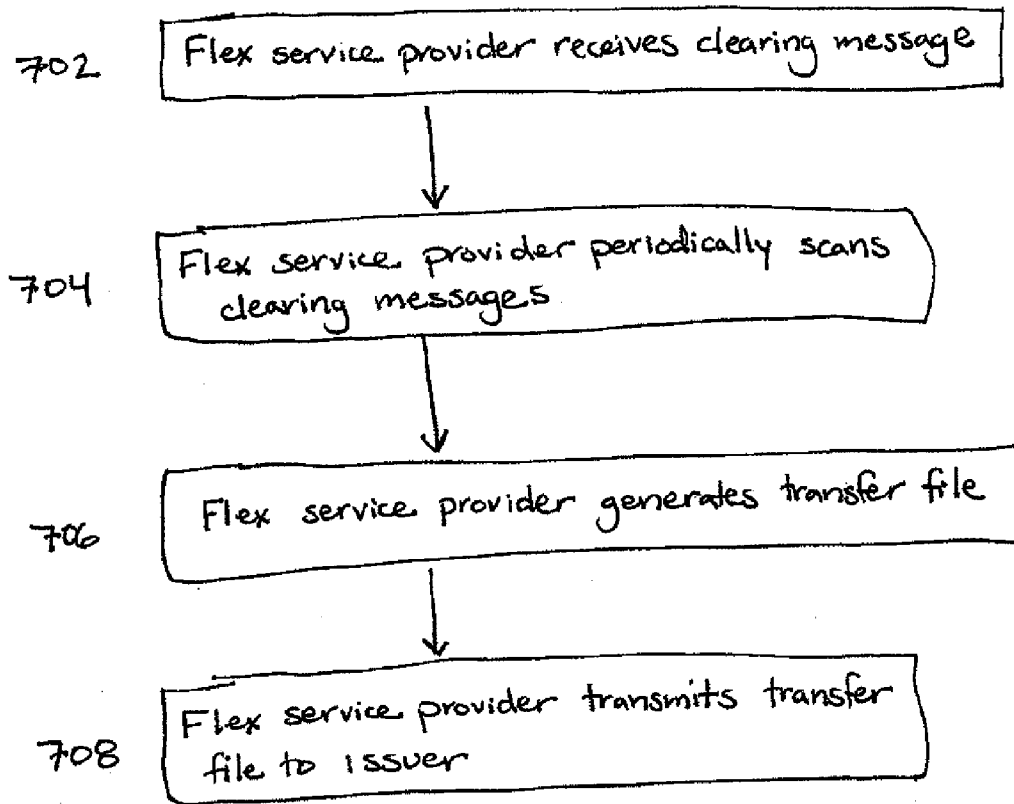 702
Flex service provider receives clearing message
704
Flex service provider periodically scans
clearing messages
706
Flex service provider generates transfer file
708
Flex service provider transmits transfer
file to issuer